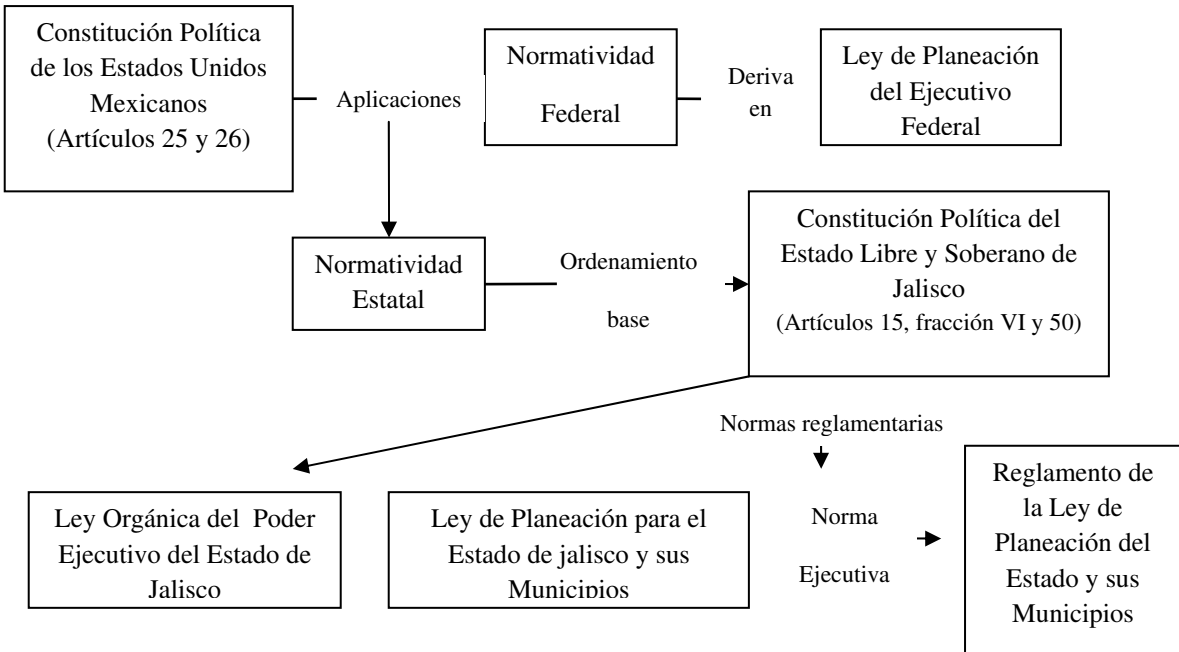 Constitución Política
de los Estados Unidos
Mexicanos
(Artículos 25 y 26)
Aplicaciones
Normatividad
Federal
Deriva
en
Ley de Planeación
del Ejecutivo
Federal
Normatividad
Estatal
Ordenamiento
base
Constitución Política del
Estado Libre y Soberano de
Jalisco
(Artículos 15, fracción VI y 50)
Normas reglamentarias
Ley Orgánica del Poder
Ejecutivo del Estado de
Jalisco
Ley de Planeación para el
Estado de jalisco y sus
Municipios
Norma
Ejecutiva
Reglamento de
la Ley de
Planeación del
Estado y sus
Municipios